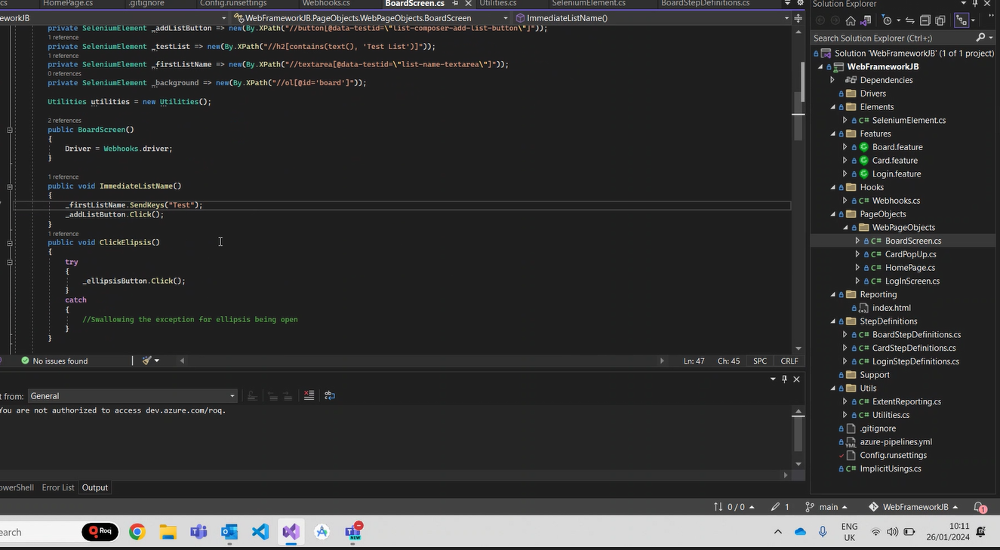 cs HomePage.cs .gitignore Config.runsettings Webhooks.cs BoardScreen.cs Utilities.cs SeleniumElement.cs BoardStepDefinitions.cs
eworkJB WebFrameworkJB.PageObjects.WebPageObjects.BoardScreen ImmediateListName()
private SeleniumElement _addListButton => new(By.XPath("//button[@data-testid=\"list-composer-add-list-button\"]"));
1 reference
private SeleniumElement _testList => new(By.XPath("//h2[contains(text(), 'Test List')]"));
1 reference
private SeleniumElement _firstListName => new(By.XPath("//textarea[@data-testid=\"list-name-textarea\"]"));
0 references
private SeleniumElement _background => new(By.XPath("//ol[@id='board']"));
Utilities utilities = new Utilities();
2 references
public BoardScreen()
{
Driver = Webhooks.driver;
}
1 reference
public void ImmediateListName()
{
_firstListName.SendKeys("Test");
_addListButton.Click();
}
1 reference
public void ClickElipsis()
{
try
{
_ellipsisButton.Click();
}
catch
{
//Swallowing the exception for ellipsis being open
}
}
No issues found Ln: 47 Ch: 45 SPC CRLF
t from: General
You are not authorized to access dev.azure.com/roq.
owerShell Error List Output
Solution Explorer
Search Solution Explorer (Ctrl+;)
Solution 'WebFrameworkJB' (1 of 1 project)
WebFrameworkJB
Dependencies
Drivers
Elements
C# SeleniumElement.cs
Features
Board.feature
Card.feature
Login.feature
Hooks
C# Webhooks.cs
PageObjects
WebPageObjects
C# BoardScreen.cs
C# CardPopUp.cs
C# HomePage.cs
C# LogInScreen.cs
Reporting
index.html
StepDefinitions
C# BoardStepDefinitions.cs
C# CardStepDefinitions.cs
C# LoginStepDefinitions.cs
Support
Utils
C# ExtentReporting.cs
C# Utilities.cs
.gitignore
YML azure-pipelines.yml
Config.runsettings
C# ImplicitUsings.cs
0 / 0 1 main WebFrameworkJB 1
earch Roq NEW ENG
UK
10:11
26/01/2024